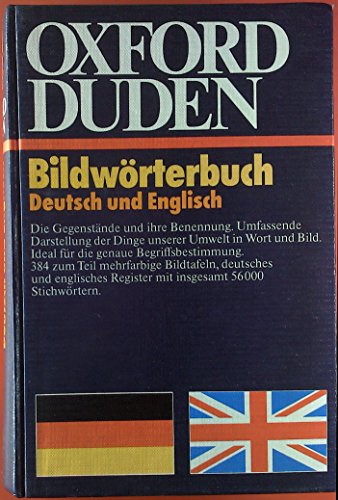 OXFORD
DUDEN
Bildwörterbuch
Deutsch und Englisch
Die Gegenstände und ihre Benennung. Umfassende
Darstellung der Dinge unserer Umwelt in Wort und Bild.
Ideal für die genaue Begriffsbestimmung.
384 zum Teil mehrfarbige Bildtafeln, deutsches
und englisches Register mit insgesamt 56000
Stichwörtern.